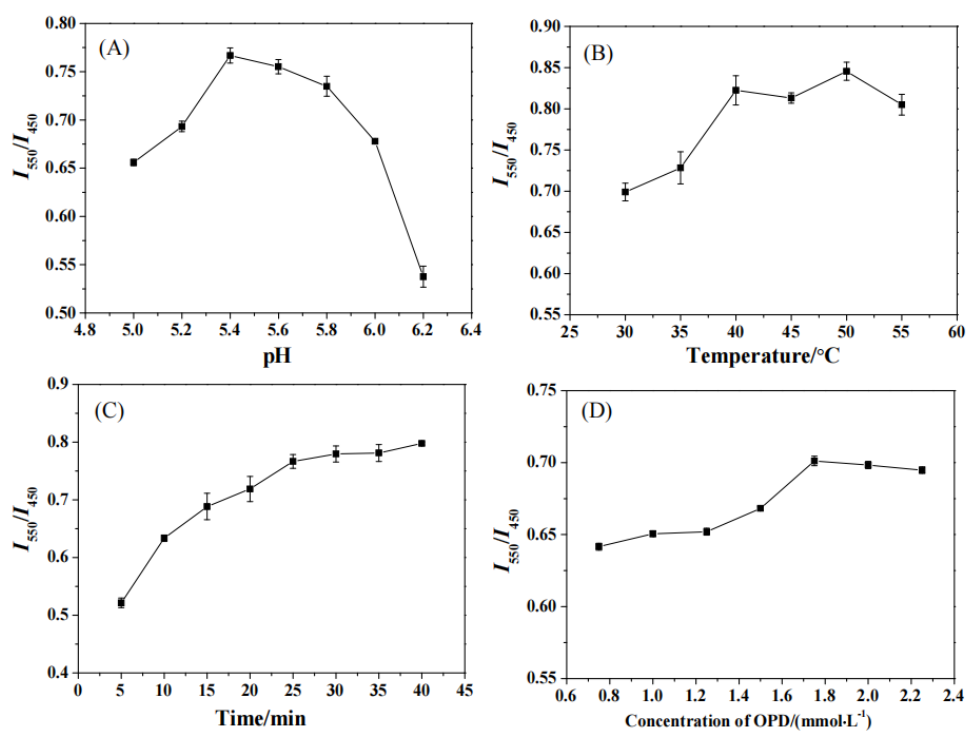 (A)
0.80
0.75
0.70
0.65
0.60
0.55
0.50
I550/I450
4.8 5.0 5.2 5.4 5.6 5.8 6.0 6.2 6.4
pH
(B)
0.90
0.85
0.80
0.75
0.70
0.65
0.60
0.55
I550/I450
25 30 35 40 45 50 55 60
Temperature/°C
(C)
0.9
0.8
0.7
0.6
0.5
0.4
I550/I450
0 5 10 15 20 25 30 35 40 45
Time/min
(D)
0.75
0.70
0.65
0.60
0.55
I550/I450
0.6 0.8 1.0 1.2 1.4 1.6 1.8 2.0 2.2 2.4
Concentration of OPD/(mmol·L⁻¹)